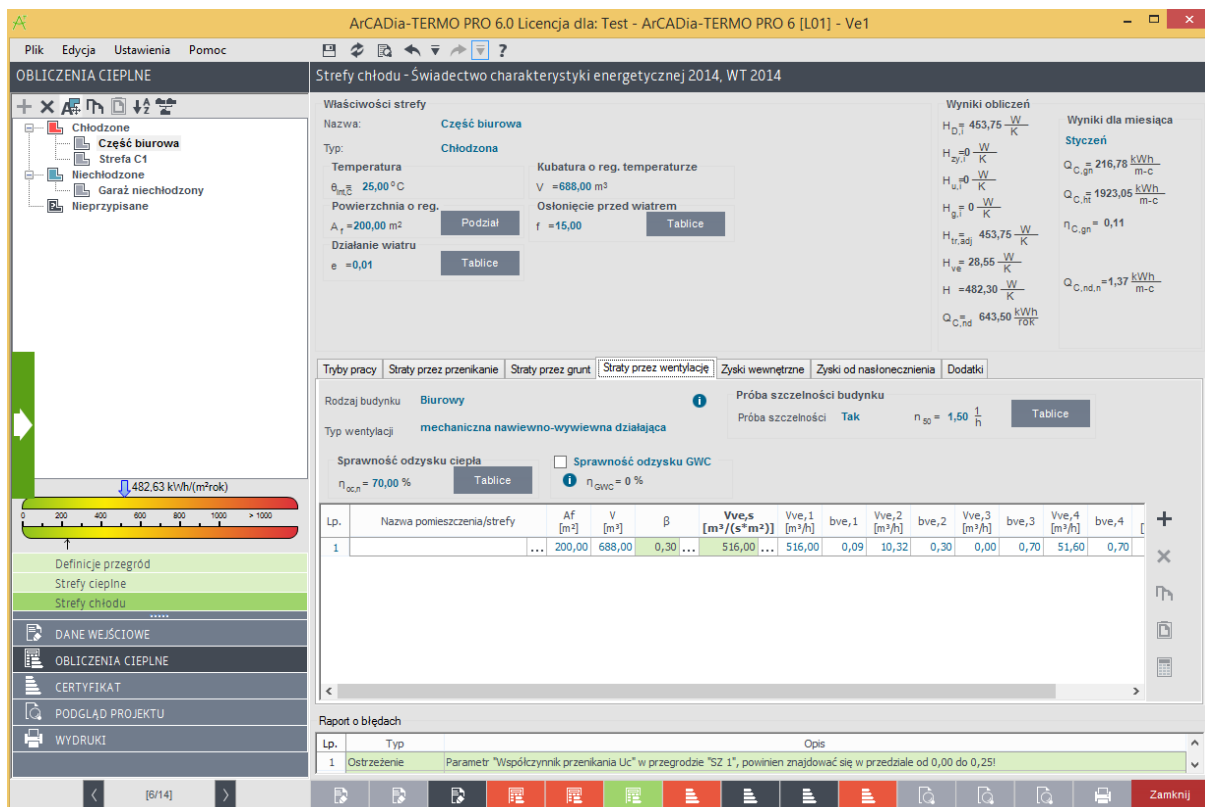 ArCADia-TERMO PRO 6.0 Licencja dla: Test - ArCADia-TERMO PRO 6 [L01] - Ve1
Plik Edycja Ustawienia Pomoc
OBLICZENIA CIEPLNE
Chłodzone
Część biurowa
Strefa C1
Niechłodzone
Garaż niechłodzony
Nieprzypisane
482,63 kWh/(m²rok)
0 200 400 600 800 1000 > 1000
Definicje przegród
Strefy cieplne
Strefy chłodu
DANE WEJŚCIOWE
OBLICZENIA CIEPLNE
CERTYFIKAT
PODGLĄD PROJEKTU
WYDRUKI
[6/14]
Strefy chłodu - Świadectwo charakterystyki energetycznej 2014, WT 2014
Właściwości strefy
Nazwa: Część biurowa
Typ: Chłodzona
Temperatura
θint,C = 25,00 °C
Kubatura o reg. temperaturze
V =688,00 m³
Powierzchnia o reg.
Af =200,00 m² Podział
Osłonięcie przed wiatrem
f =15,00 Tablice
Działanie wiatru
e =0,01 Tablice
Wyniki obliczeń
HD,i = 453,75 W/K
Hzy,i =0 W/K
Hu,i =0 W/K
Hg,i = 0 W/K
Htr,adj = 453,75 W/K
Hve = 28,55 W/K
H =482,30 W/K
QC,nd = 643,50 kWh/rok
Wyniki dla miesiąca
Styczeń
QC,gn = 216,78 kWh/m-c
QC,ht = 1923,05 kWh/m-c
ηC,gn = 0,11
QC,nd,n =1,37 kWh/m-c
Tryby pracy Straty przez przenikanie Straty przez grunt Straty przez wentylację Zyski wewnętrzne Zyski od nasłonecznienia Dodatki
Rodzaj budynku Biurowy
Typ wentylacji mechaniczna nawiewno-wywiewna działająca
Próba szczelności budynku
Próba szczelności Tak n50 = 1,50 1/h Tablice
Sprawność odzysku ciepła
ηoc,n = 70,00 % Tablice
Sprawność odzysku GWC
ηGWC = 0 %
Lp. Nazwa pomieszczenia/strefy Af [m²] V [m³] β Vve,s [m³/(s*m²)] Vve,1 [m³/h] bve,1 Vve,2 [m³/h] bve,2 Vve,3 [m³/h] bve,3 Vve,4 [m³/h] bve,4 [
1 ... 200,00 688,00 0,30 ... 516,00 ... 516,00 0,09 10,32 0,30 0,00 0,70 51,60 0,70
Raport o błędach
Lp. Typ Opis
1 Ostrzeżenie Parametr "Współczynnik przenikania Uc" w przegrodzie "SZ 1", powinien znajdować się w przedziale od 0,00 do 0,25!
Zamknij